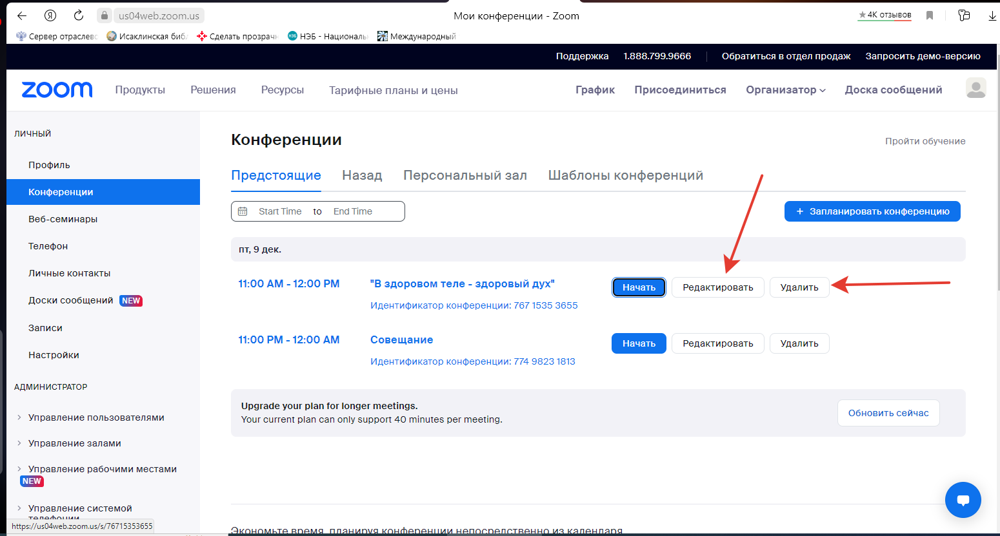 us04web.zoom.us
Мои конференции - Zoom
4К отзывов
Сервер отраслевс
Исаклинская биб
Сделать прозрачн
НЭБ - Националь
Международный
Поддержка 1.888.799.9666 Обратиться в отдел продаж Запросить демо-версию
zoom Продукты Решения Ресурсы Тарифные планы и цены График Присоединиться Организатор Доска сообщений
ЛИЧНЫЙ
Профиль
Конференции
Веб-семинары
Телефон
Личные контакты
Доски сообщений NEW
Записи
Настройки
АДМИНИСТРАТОР
Управление пользователями
Управление залами
Управление рабочими местами
NEW
Управление системой
телефонии
https://us04web.zoom.us/s/76715353655
Конференции
Пройти обучение
Предстоящие Назад Персональный зал Шаблоны конференций
Start Time to End Time
+ Запланировать конференцию
пт, 9 дек.
11:00 AM - 12:00 PM "В здоровом теле - здоровый дух" Начать Редактировать Удалить
Идентификатор конференции: 767 1535 3655
11:00 PM - 12:00 AM Совещание Начать Редактировать Удалить
Идентификатор конференции: 774 9823 1813
Upgrade your plan for longer meetings.
Your current plan can only support 40 minutes per meeting.
Обновить сейчас
Экономьте время, планируя конференции непосредственно из календаря